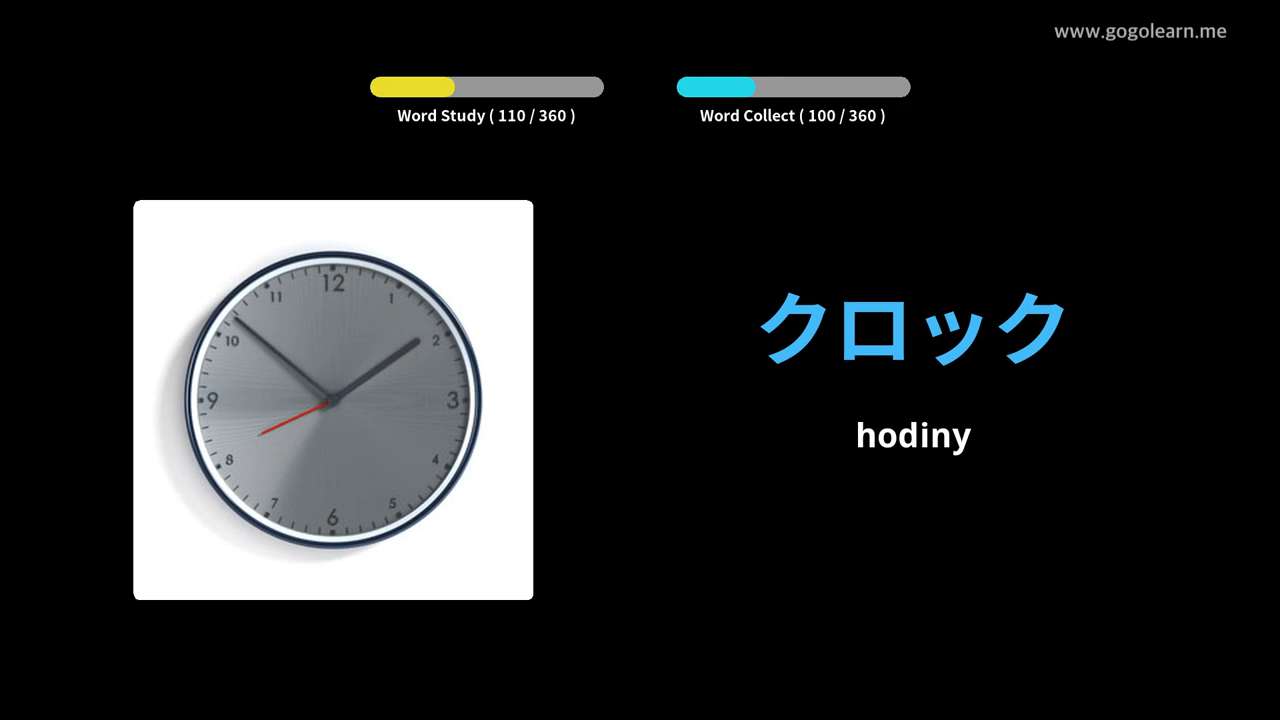 www.gogolearn.me
Word Study ( 110 / 360 )
Word Collect ( 100 / 360 )
12
11
1
10
2
9
3
8
4
7
5
6
クロック
hodiny